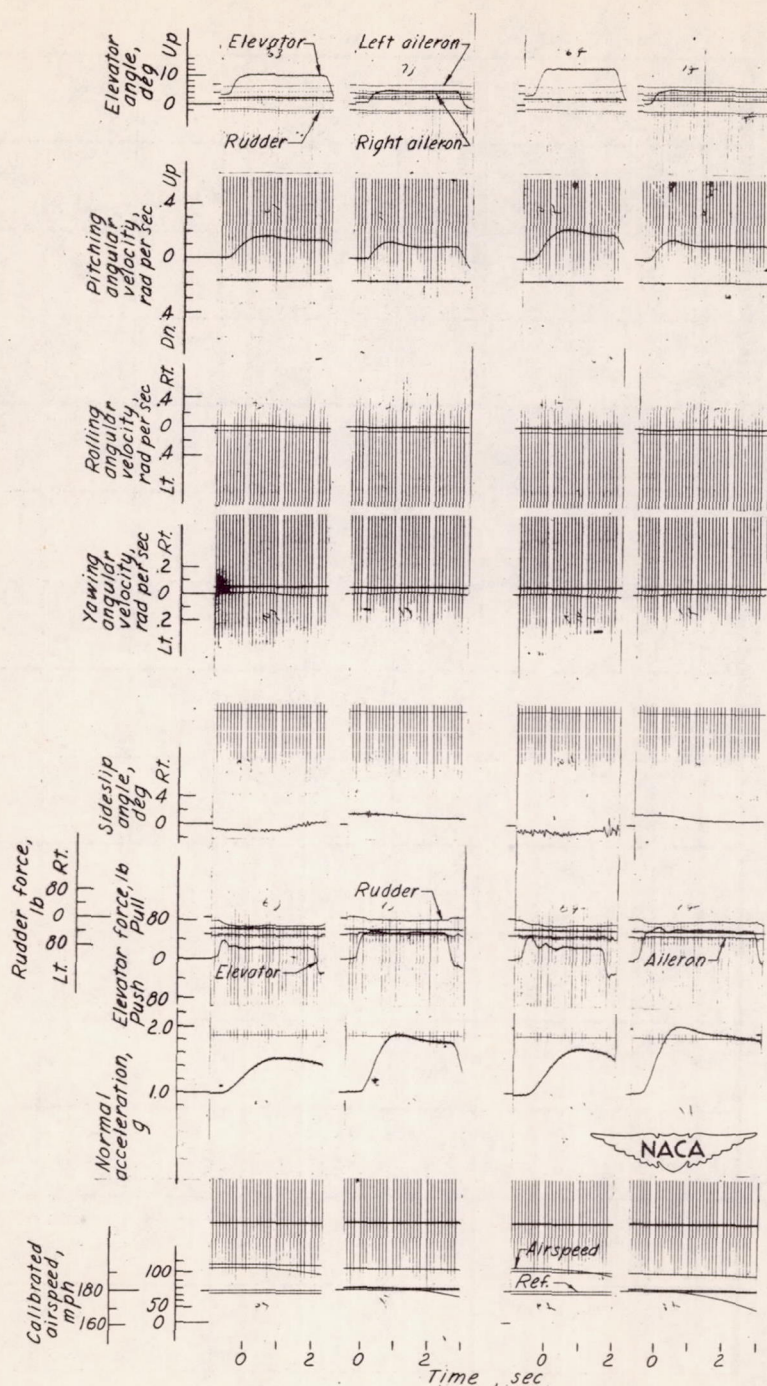 Elevator angle, deg
Up
10
0
Elevator
Left aileron
Rudder
Right aileron
Pitching angular velocity, rad per sec
Up
.4
0
.4
Dn.
Rolling angular velocity, rad per sec
Rt.
.4
0
.4
Lt.
Yawing angular velocity, rad per sec
Rt.
.2
0
.2
Lt.
Sideslip angle, deg
Rt.
4
0
Rudder force, lb
Rt.
80
0
80
Lt.
Elevator force, lb
Pull
80
0
80
Push
Rudder
Elevator
Aileron
Normal acceleration, g
2.0
1.0
NACA
Calibrated airspeed, mph
180
160
100
50
0
Airspeed
Ref.
0 2 0 2 0 2 0 2
Time, sec